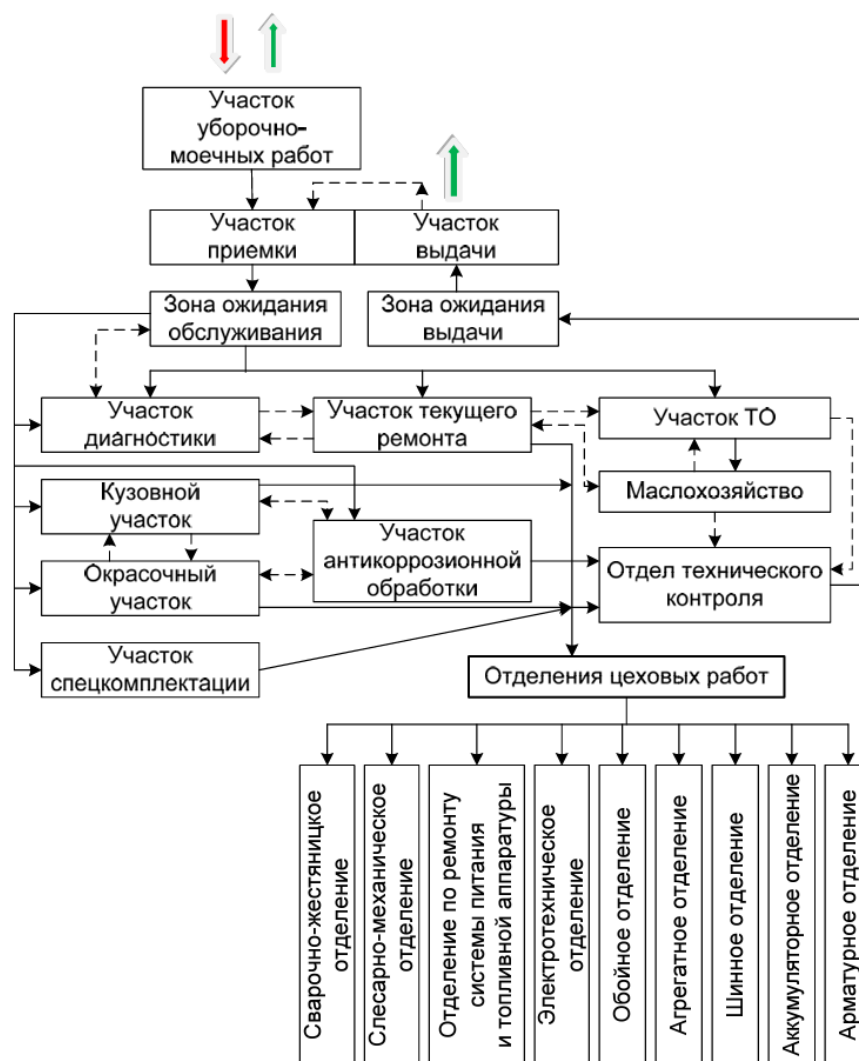 Участок
уборочно-
моечных работ
Участок
приемки
Участок
выдачи
Зона ожидания
обслуживания
Зона ожидания
выдачи
Участок
диагностики
Участок текущего
ремонта
Участок ТО
Маслохозяйство
Кузовной
участок
Участок
антикоррозионной
обработки
Отдел технического
контроля
Окрасочный
участок
Участок
спецкомплектации
Отделения цеховых работ
Сварочно-жестяницкое
отделение
Слесарно-механическое
отделение
Отделение по ремонту
системы питания
и топливной аппаратуры
Электротехническое
отделение
Обойное отделение
Агрегатное отделение
Шинное отделение
Аккумуляторное отделение
Арматурное отделение